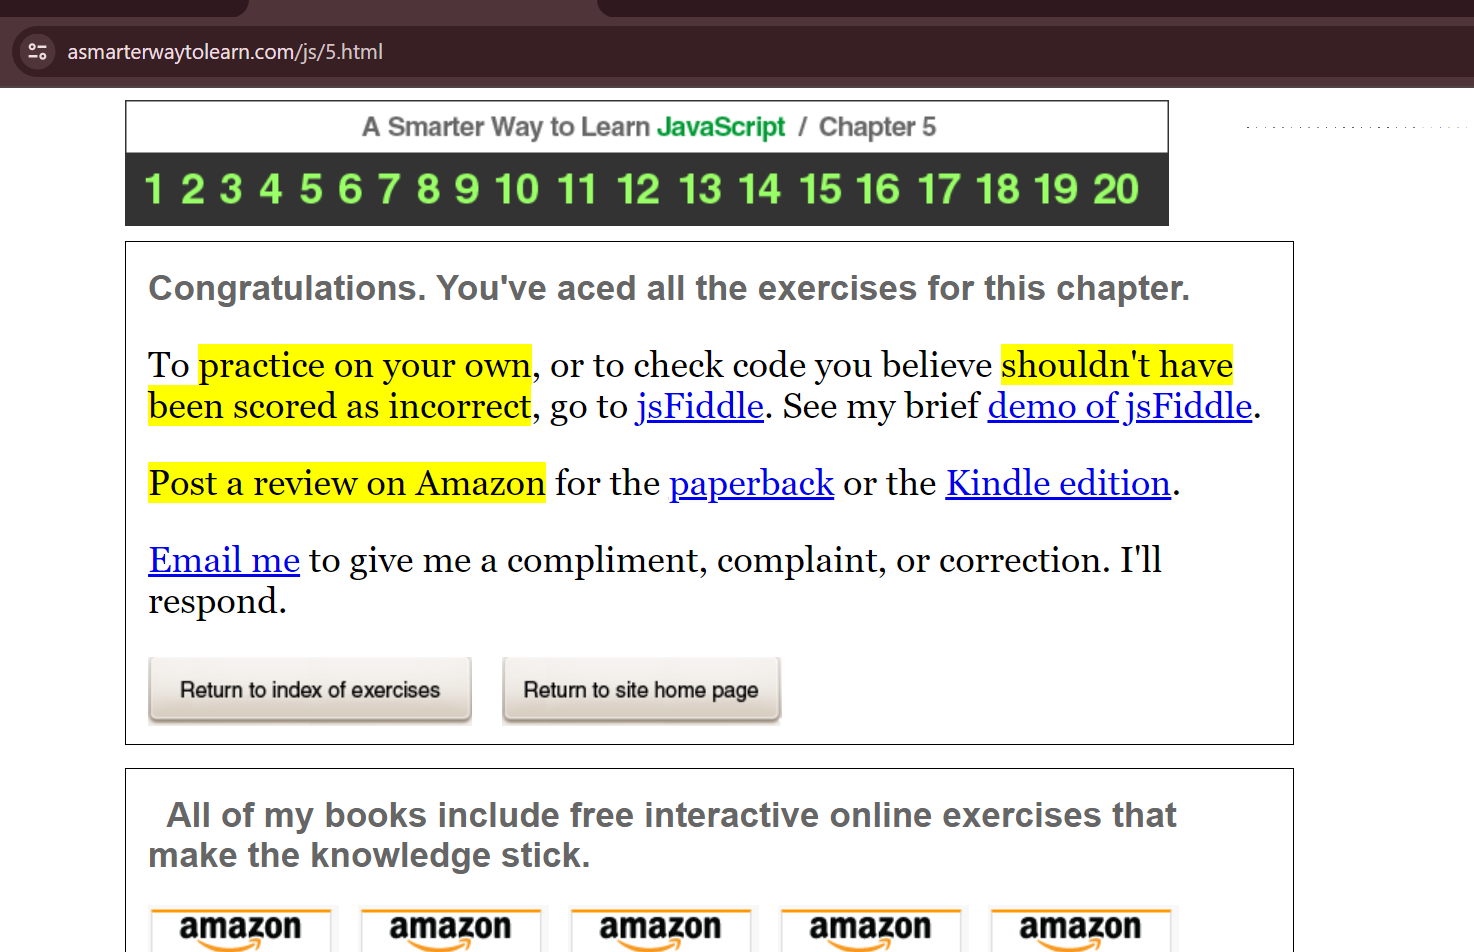 asmarterwaytolearn.com/js/5.html
A Smarter Way to Learn JavaScript / Chapter 5
1 2 3 4 5 6 7 8 9 10 11 12 13 14 15 16 17 18 19 20
Congratulations. You've aced all the exercises for this chapter.
To practice on your own, or to check code you believe shouldn't have
been scored as incorrect, go to jsFiddle. See my brief demo of jsFiddle.
Post a review on Amazon for the paperback or the Kindle edition.
Email me to give me a compliment, complaint, or correction. I'll
respond.
Return to index of exercises Return to site home page
All of my books include free interactive online exercises that
make the knowledge stick.
amazon amazon amazon amazon amazon